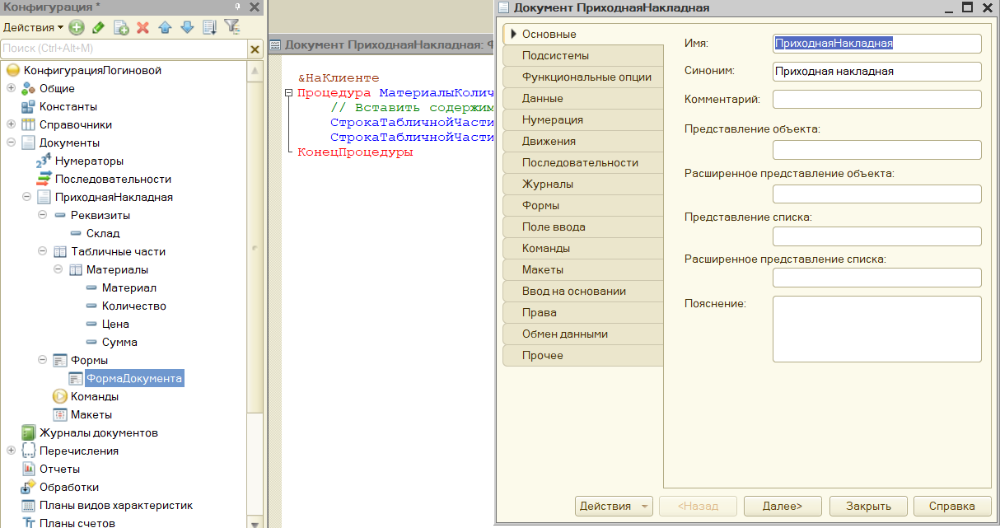 Конфигурация *
Действия
Поиск (Ctrl+Alt+M)
КонфигурацияЛогиновой
Общие
Константы
Справочники
Документы
Нумераторы
Последовательности
ПриходнаяНакладная
Реквизиты
Склад
Табличные части
Материалы
Материал
Количество
Цена
Сумма
Формы
ФормаДокумента
Команды
Макеты
Журналы документов
Перечисления
Отчеты
Обработки
Планы видов характеристик
Планы счетов
Документ ПриходнаяНакладная: Ф
&НаКлиенте
Процедура МатериалыКолич
// Вставить содержим
СтрокаТабличнойЧасти
СтрокаТабличнойЧасти
КонецПроцедуры
Документ ПриходнаяНакладная
Основные
Подсистемы
Функциональные опции
Данные
Нумерация
Движения
Последовательности
Журналы
Формы
Поле ввода
Команды
Макеты
Ввод на основании
Права
Обмен данными
Прочее
Имя: ПриходнаяНакладная
Синоним: Приходная накладная
Комментарий:
Представление объекта:
Расширенное представление объекта:
Представление списка:
Расширенное представление списка:
Пояснение:
Действия <Назад Далее> Закрыть Справка